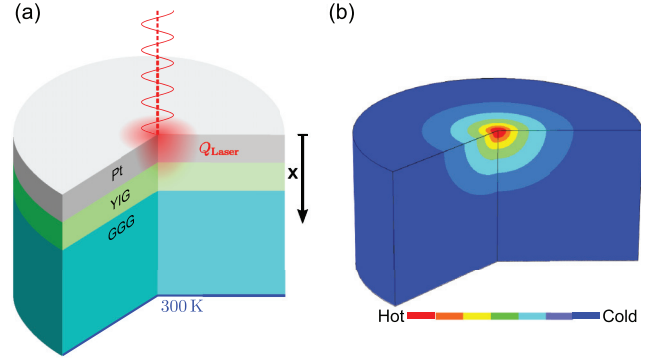 (a)
Q_Laser
x
Pt
YIG
GGG
300 K
(b)
Hot Cold